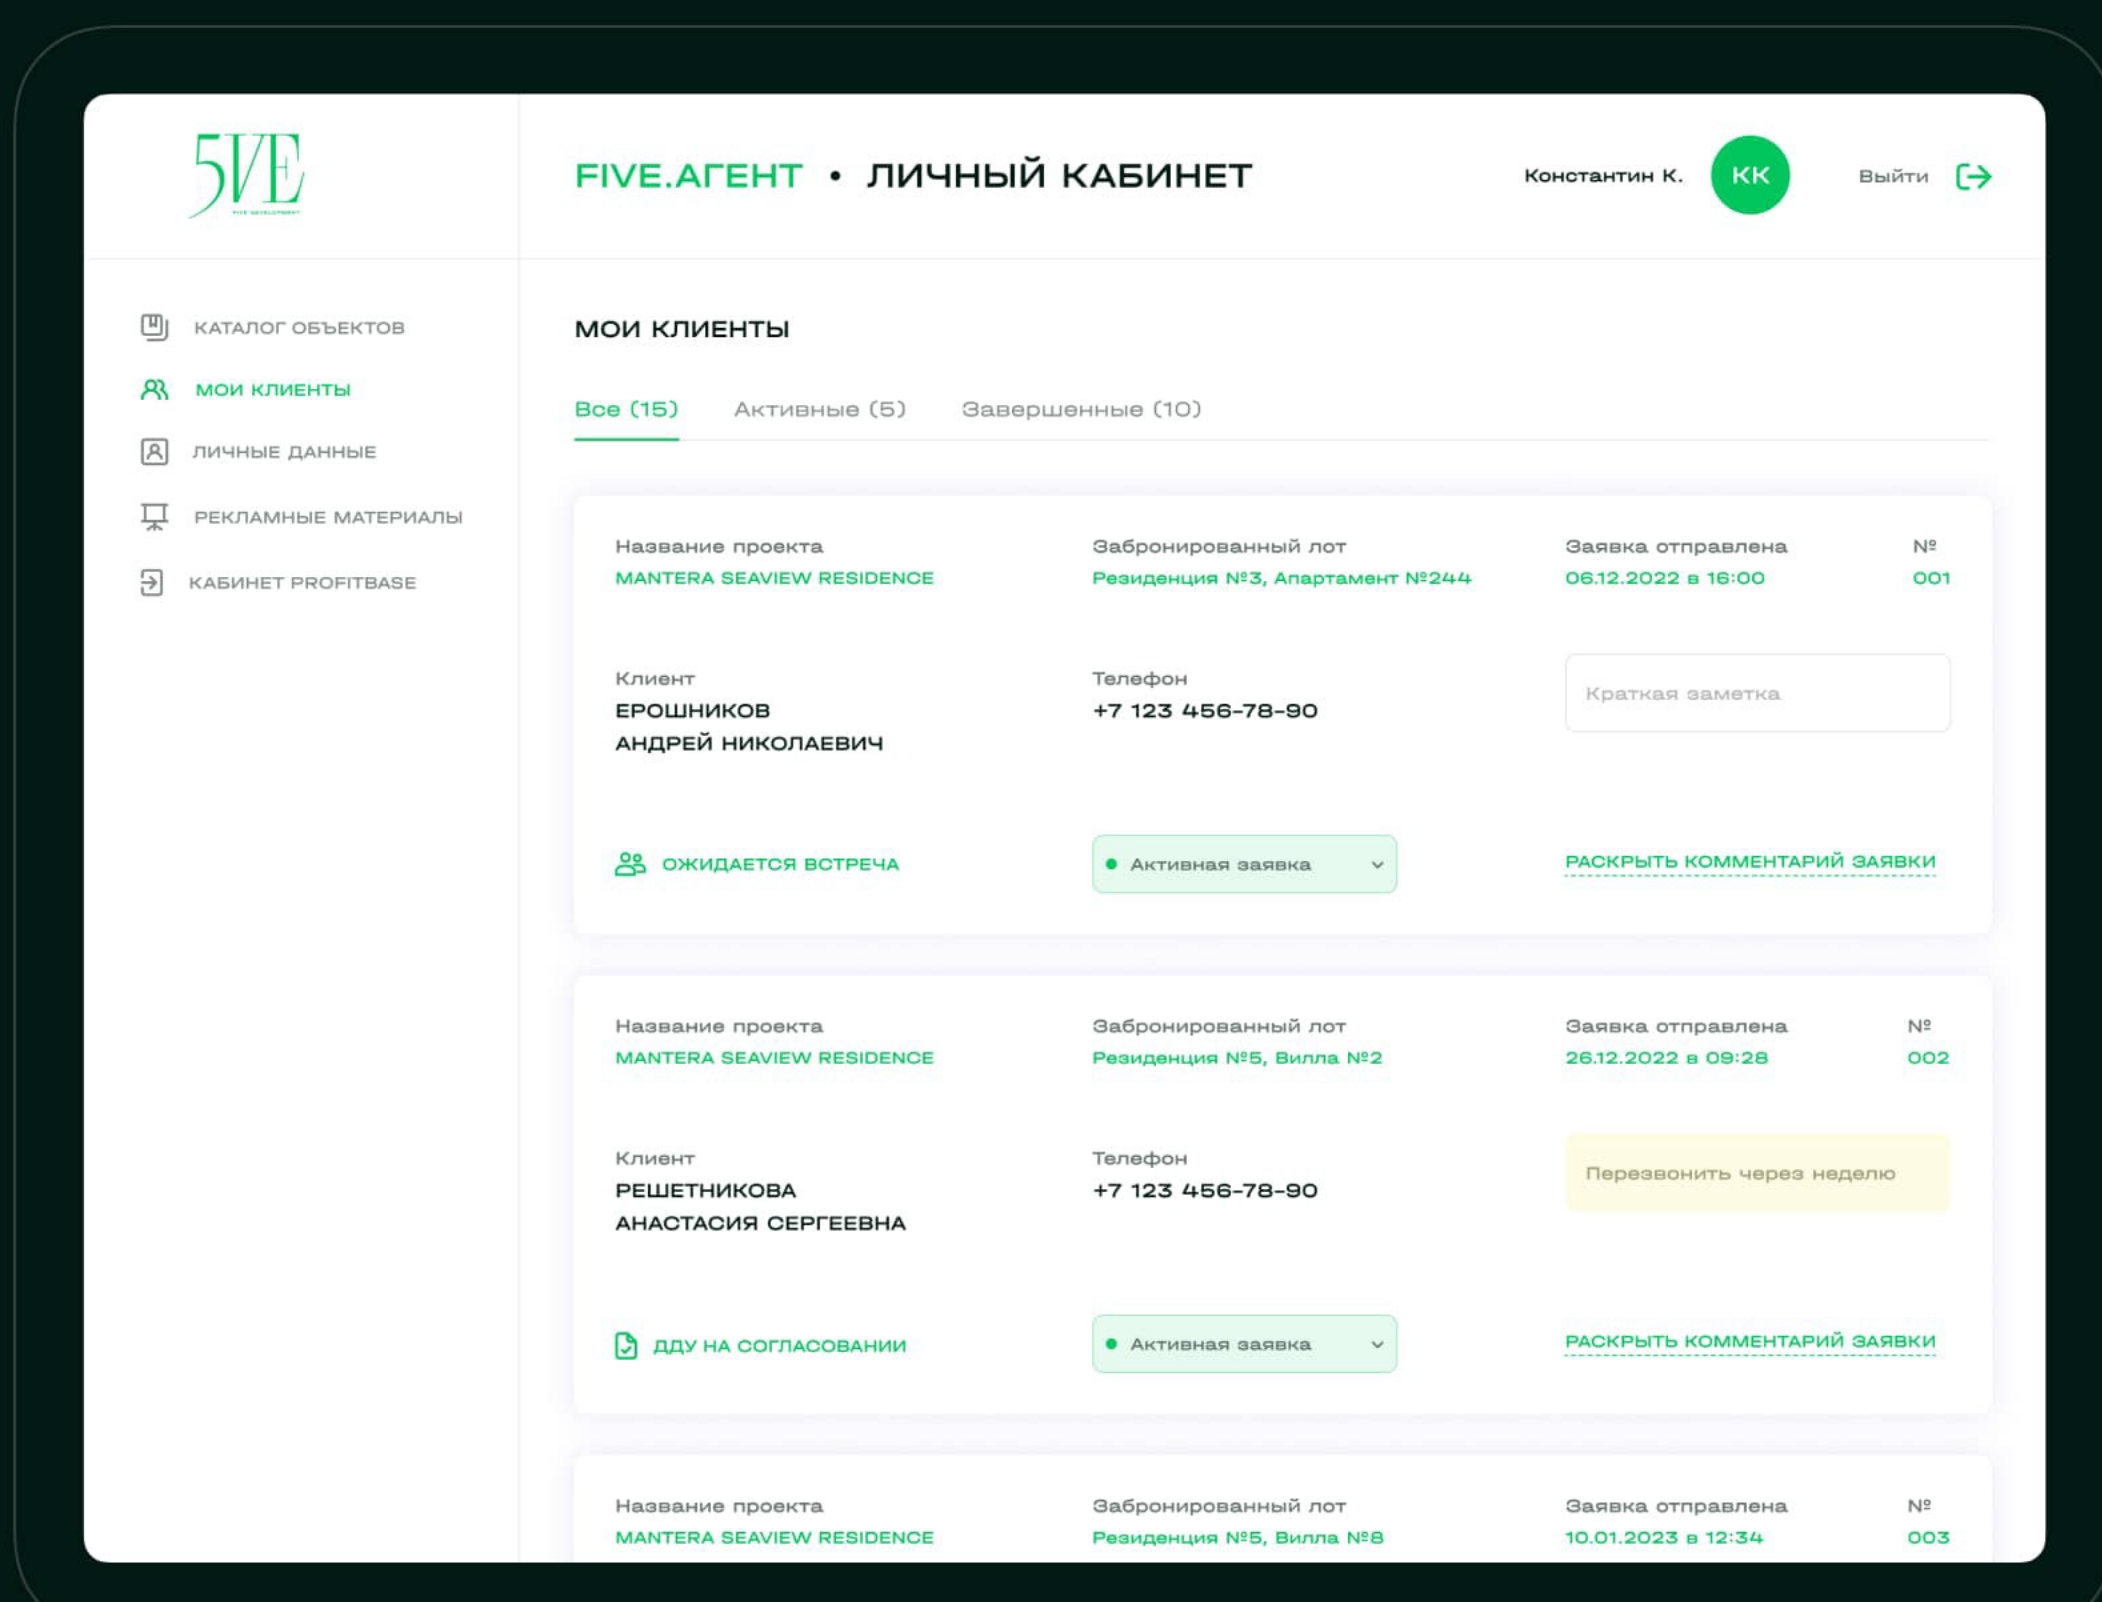 5VE
FIVE DEVELOPMENT
FIVE.АГЕНТ • ЛИЧНЫЙ КАБИНЕТ
Константин К.
КК
Выйти
КАТАЛОГ ОБЪЕКТОВ
МОИ КЛИЕНТЫ
ЛИЧНЫЕ ДАННЫЕ
РЕКЛАМНЫЕ МАТЕРИАЛЫ
КАБИНЕТ PROFITBASE
МОИ КЛИЕНТЫ
Все (15) Активные (5) Завершенные (10)
Название проекта Забронированный лот Заявка отправлена №
MANTERA SEAVIEW RESIDENCE Резиденция №3, Апартамент №244 06.12.2022 в 16:00 001
Клиент Телефон
ЕРОШНИКОВ +7 123 456-78-90 Краткая заметка
АНДРЕЙ НИКОЛАЕВИЧ
ОЖИДАЕТСЯ ВСТРЕЧА Активная заявка РАСКРЫТЬ КОММЕНТАРИЙ ЗАЯВКИ
Название проекта Забронированный лот Заявка отправлена №
MANTERA SEAVIEW RESIDENCE Резиденция №5, Вилла №2 26.12.2022 в 09:28 002
Клиент Телефон
РЕШЕТНИКОВА +7 123 456-78-90 Перезвонить через неделю
АНАСТАСИЯ СЕРГЕЕВНА
ДДУ НА СОГЛАСОВАНИИ Активная заявка РАСКРЫТЬ КОММЕНТАРИЙ ЗАЯВКИ
Название проекта Забронированный лот Заявка отправлена №
MANTERA SEAVIEW RESIDENCE Резиденция №5, Вилла №8 10.01.2023 в 12:34 003